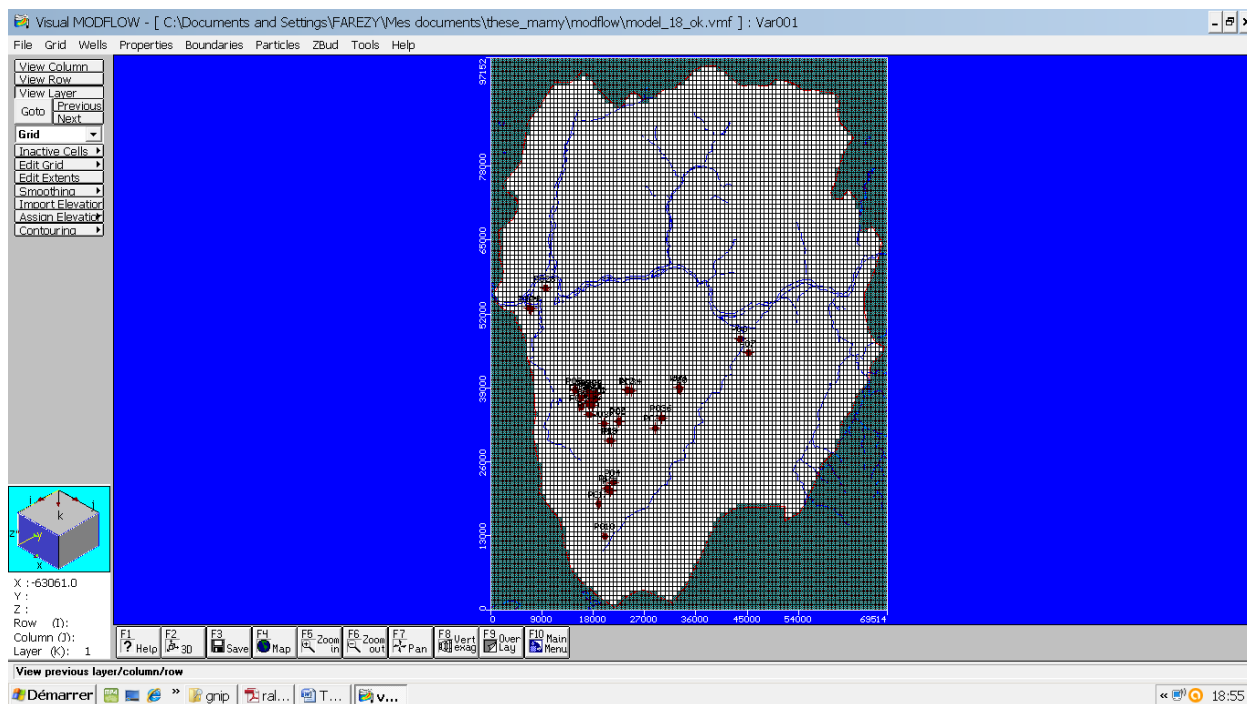 Visual MODFLOW - [ C:\Documents and Settings\FAREZY\Mes documents\these_mamy\modflow\model_18_ok.vmf ] : Var001
File Grid Wells Properties Boundaries Particles ZBud Tools Help
View Column
View Row
View Layer
Goto Previous
Next
Grid
Inactive Cells
Edit Grid
Edit Extents
Smoothing
Import Elevation
Assign Elevation
Contouring
97152
78000
65000
52000
39000
26000
13000
0
0 9000 18000 27000 36000 45000 54000 69514
PO36
PO10
i
j
k
Z
y
x
X : -63061.0
Y :
Z :
Row (I):
Column (J):
Layer (K): 1
F1 ? Help
F2 3D
F3 Save
F4 Map
F5 Zoom in
F6 Zoom out
F7 Pan
F8 Vert exag
F9 Over Lay
F10 Main Menu
View previous layer/column/row
Démarrer » gnip ral... T... v... « 18:55